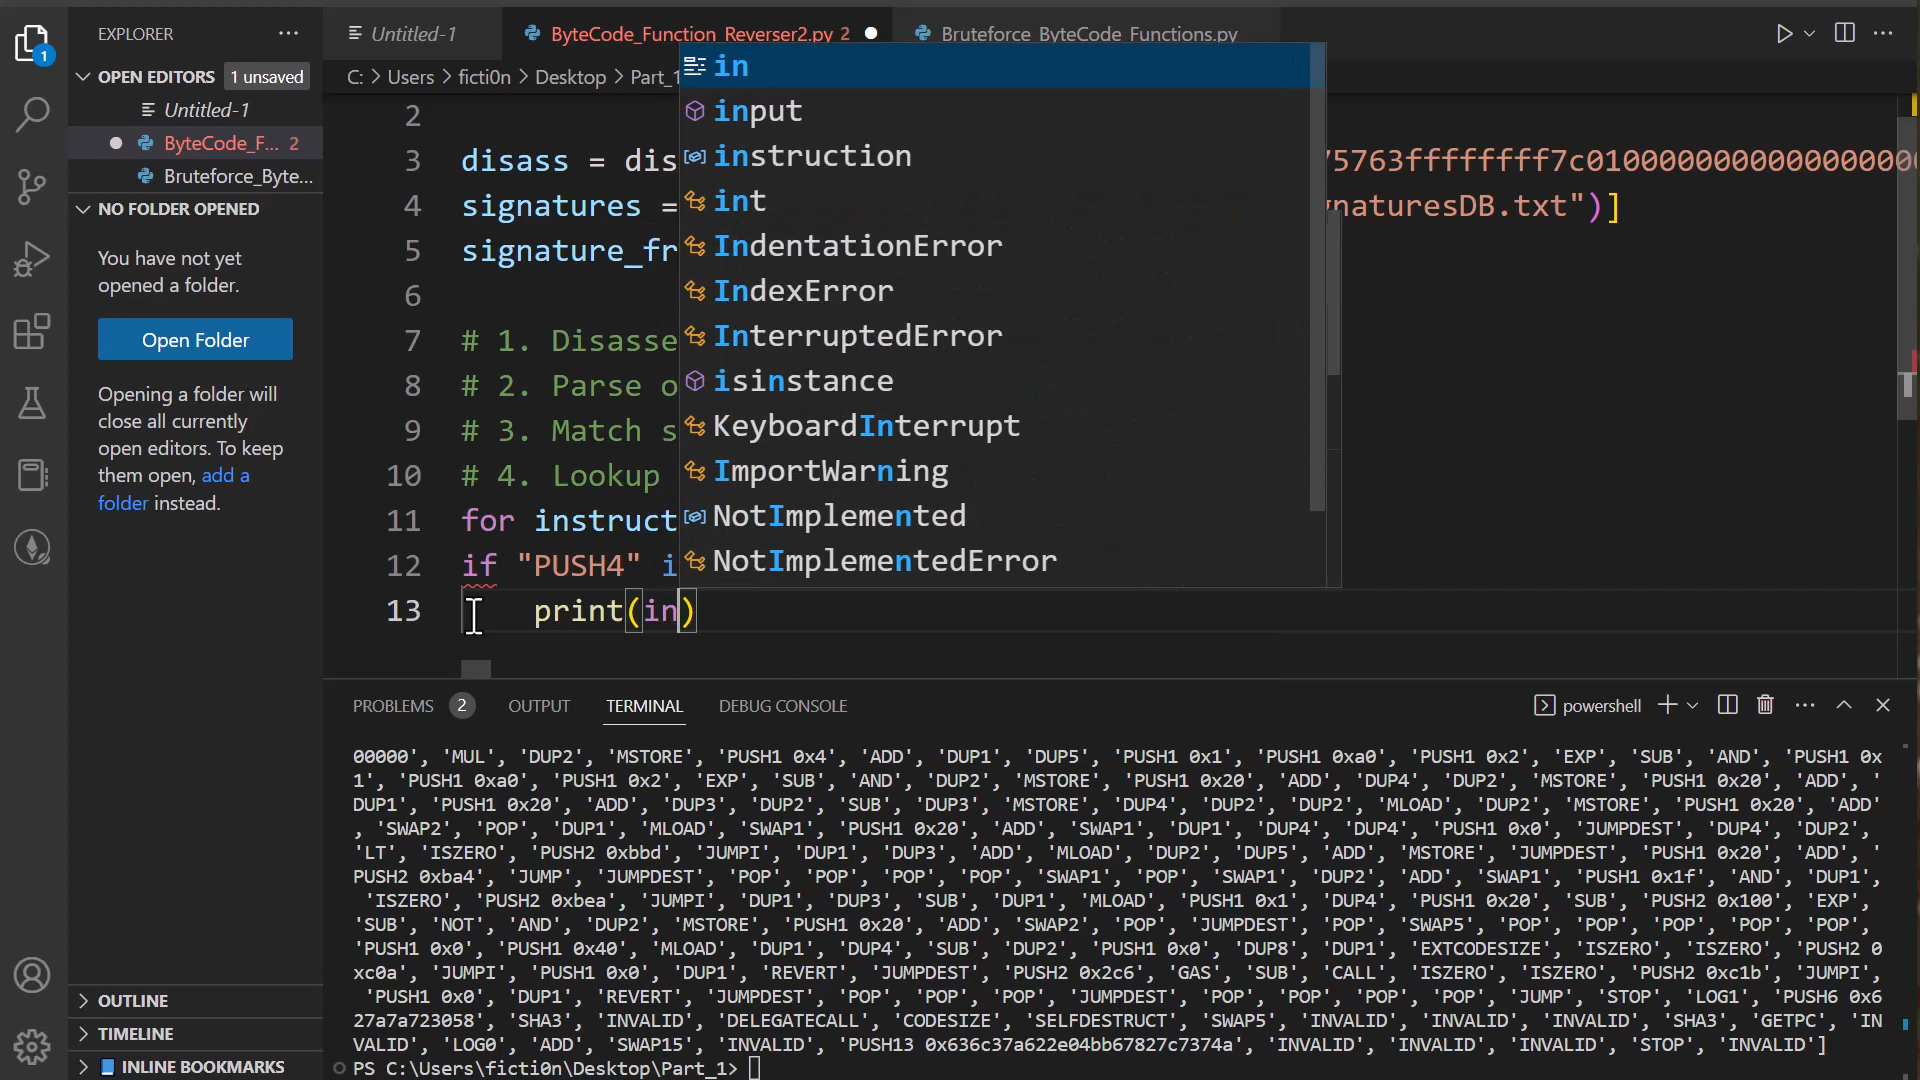 EXPLORER
OPEN EDITORS 1 unsaved
Untitled-1
ByteCode_F... 2
Bruteforce_Byte...
NO FOLDER OPENED
You have not yet
opened a folder.
Open Folder
Opening a folder will
close all currently
open editors. To keep
them open, add a
folder instead.
OUTLINE
TIMELINE
INLINE BOOKMARKS
1
Untitled-1 ByteCode_Function_Reverser2.py 2 Bruteforce_ByteCode_Functions.py
C: > Users > ficti0n > Desktop > Part_1
2
3 disass = dis 75763ffffffff7c010000000000000000
4 signatures = naturesDB.txt")]
5 signature_fr
6
7 # 1. Disasse
8 # 2. Parse o
9 # 3. Match s
10 # 4. Lookup
11 for instruct
12 if "PUSH4" i
13 print(in)
in
input
instruction
int
IndentationError
IndexError
InterruptedError
isinstance
KeyboardInterrupt
ImportWarning
NotImplemented
NotImplementedError
PROBLEMS 2 OUTPUT TERMINAL DEBUG CONSOLE powershell
00000', 'MUL', 'DUP2', 'MSTORE', 'PUSH1 0x4', 'ADD', 'DUP1', 'DUP5', 'PUSH1 0x1', 'PUSH1 0xa0', 'PUSH1 0x2', 'EXP', 'SUB', 'AND', 'PUSH1 0x
1', 'PUSH1 0xa0', 'PUSH1 0x2', 'EXP', 'SUB', 'AND', 'DUP2', 'MSTORE', 'PUSH1 0x20', 'ADD', 'DUP4', 'DUP2', 'MSTORE', 'PUSH1 0x20', 'ADD', '
DUP1', 'PUSH1 0x20', 'ADD', 'DUP3', 'DUP2', 'SUB', 'DUP3', 'MSTORE', 'DUP4', 'DUP2', 'DUP2', 'MLOAD', 'DUP2', 'MSTORE', 'PUSH1 0x20', 'ADD'
, 'SWAP2', 'POP', 'DUP1', 'MLOAD', 'SWAP1', 'PUSH1 0x20', 'ADD', 'SWAP1', 'DUP1', 'DUP4', 'DUP4', 'PUSH1 0x0', 'JUMPDEST', 'DUP4', 'DUP2',
'LT', 'ISZERO', 'PUSH2 0xbbd', 'JUMPI', 'DUP1', 'DUP3', 'ADD', 'MLOAD', 'DUP2', 'DUP5', 'ADD', 'MSTORE', 'JUMPDEST', 'PUSH1 0x20', 'ADD', '
PUSH2 0xba4', 'JUMP', 'JUMPDEST', 'POP', 'POP', 'POP', 'POP', 'SWAP1', 'POP', 'SWAP1', 'DUP2', 'ADD', 'SWAP1', 'PUSH1 0x1f', 'AND', 'DUP1',
'ISZERO', 'PUSH2 0xbea', 'JUMPI', 'DUP1', 'DUP3', 'SUB', 'DUP1', 'MLOAD', 'PUSH1 0x1', 'DUP4', 'PUSH1 0x20', 'SUB', 'PUSH2 0x100', 'EXP',
'SUB', 'NOT', 'AND', 'DUP2', 'MSTORE', 'PUSH1 0x20', 'ADD', 'SWAP2', 'POP', 'JUMPDEST', 'POP', 'SWAP5', 'POP', 'POP', 'POP', 'POP', 'POP',
'PUSH1 0x0', 'PUSH1 0x40', 'MLOAD', 'DUP1', 'DUP4', 'SUB', 'DUP2', 'PUSH1 0x0', 'DUP8', 'DUP1', 'EXTCODESIZE', 'ISZERO', 'ISZERO', 'PUSH2 0
xc0a', 'JUMPI', 'PUSH1 0x0', 'DUP1', 'REVERT', 'JUMPDEST', 'PUSH2 0x2c6', 'GAS', 'SUB', 'CALL', 'ISZERO', 'ISZERO', 'PUSH2 0xc1b', 'JUMPI',
'PUSH1 0x0', 'DUP1', 'REVERT', 'JUMPDEST', 'POP', 'POP', 'POP', 'JUMPDEST', 'POP', 'POP', 'POP', 'POP', 'JUMP', 'STOP', 'LOG1', 'PUSH6 0x6
27a7a723058', 'SHA3', 'INVALID', 'DELEGATECALL', 'CODESIZE', 'SELFDESTRUCT', 'SWAP5', 'INVALID', 'INVALID', 'INVALID', 'SHA3', 'GETPC', 'IN
VALID', 'LOG0', 'ADD', 'SWAP15', 'INVALID', 'PUSH13 0x636c37a622e04bb67827c7374a', 'INVALID', 'INVALID', 'INVALID', 'STOP', 'INVALID']
PS C:\Users\ficti0n\Desktop\Part_1>